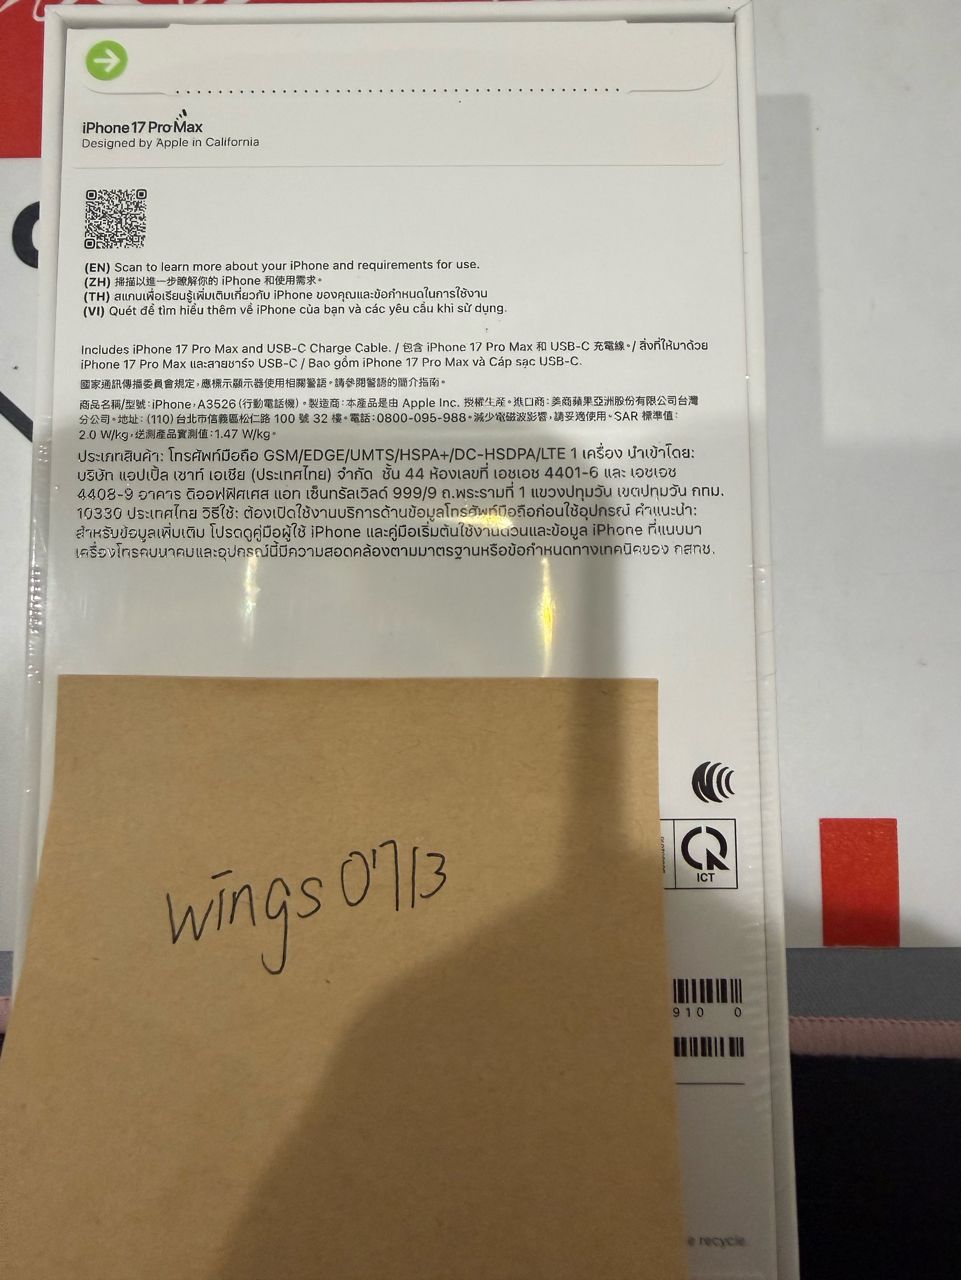 iPhone 17 Pro Max
Designed by Apple in California
(EN) Scan to learn more about your iPhone and requirements for use.
(ZH) 掃描以進一步瞭解你的 iPhone 和使用需求。
(TH) สแกนเพื่อเรียนรู้เพิ่มเติมเกี่ยวกับ iPhone ของคุณและข้อกำหนดในการใช้งาน
(VI) Quét để tìm hiểu thêm về iPhone của bạn và các yêu cầu khi sử dụng.
Includes iPhone 17 Pro Max and USB-C Charge Cable. / 包含 iPhone 17 Pro Max 和 USB-C 充電線。/ สิ่งที่ให้มาด้วย
iPhone 17 Pro Max และสายชาร์จ USB-C / Bao gồm iPhone 17 Pro Max và Cáp sạc USB-C.
國家通訊傳播委員會規定，應標示顯示器使用相關警語。請參閱警語的簡介指南。
商品名稱/型號：iPhone，A3526 (行動電話機)。製造商：本產品是由 Apple Inc. 授權生產。進口商：美商蘋果亞洲股份有限公司台灣
分公司。地址：(110) 台北市信義區松仁路 100 號 32 樓。電話：0800-095-988。減少電磁波影響，請妥適使用。SAR 標準值：
2.0 W/kg，送測產品實測值：1.47 W/kg。
ประเภทสินค้า: โทรศัพท์มือถือ GSM/EDGE/UMTS/HSPA+/DC-HSDPA/LTE 1 เครื่อง นำเข้าโดย:
บริษัท แอปเปิ้ล เซาท์ เอเชีย (ประเทศไทย) จำกัด ชั้น 44 ห้องเลขที่ เอชเอช 4401-6 และ เอชเอช
4408-9 อาคาร ดิออฟฟิศเศส แอท เซ็นทรัลเวิลด์ 999/9 ถ.พระรามที่ 1 แขวงปทุมวัน เขตปทุมวัน กทม.
10330 ประเทศไทย วิธีใช้: ต้องเปิดใช้งานบริการด้านข้อมูลโทรศัพท์มือถือก่อนใช้อุปกรณ์ คำแนะนำ:
สำหรับข้อมูลเพิ่มเติม โปรดดูคู่มือผู้ใช้ iPhone และคู่มือเริ่มต้นใช้งานด่วนและข้อมูล iPhone ที่แนบมา
เครื่องโทรคมนาคมและอุปกรณ์นี้มีความสอดคล้องตามมาตรฐานหรือข้อกำหนดทางเทคนิคของ กสทช.
wings0713
ICT
910 0
e recycle